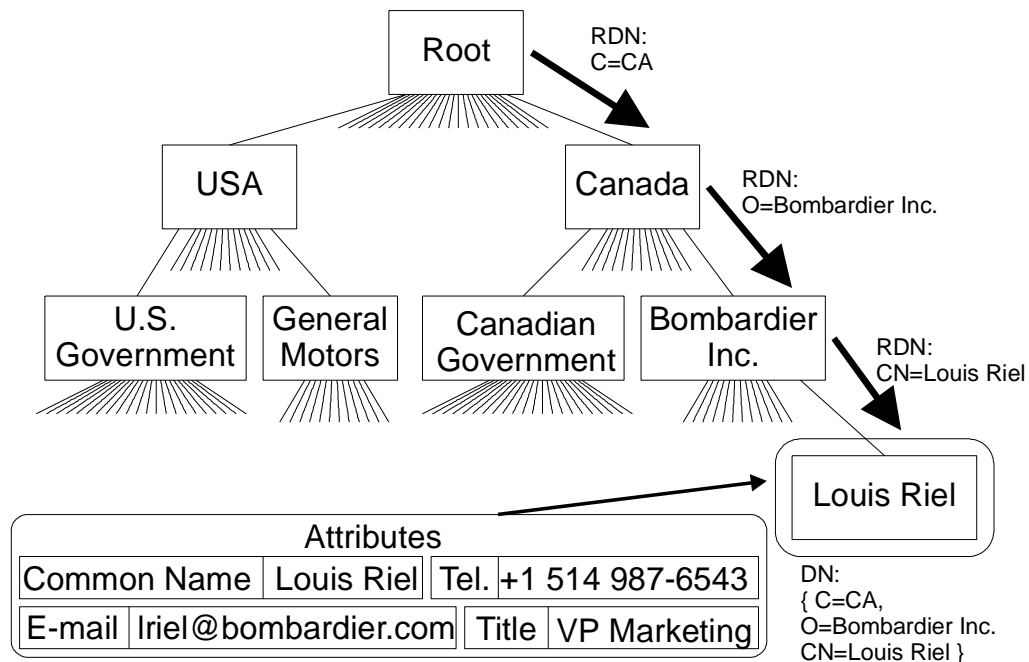 Root
RDN:
C=CA
USA
Canada
RDN:
O=Bombardier Inc.
U.S.
Government
General
Motors
Canadian
Government
Bombardier
Inc.
RDN:
CN=Louis Riel
Louis Riel
Attributes
Common Name Louis Riel Tel. +1 514 987-6543
E-mail lriel@bombardier.com Title VP Marketing
DN:
{ C=CA,
O=Bombardier Inc.
CN=Louis Riel }